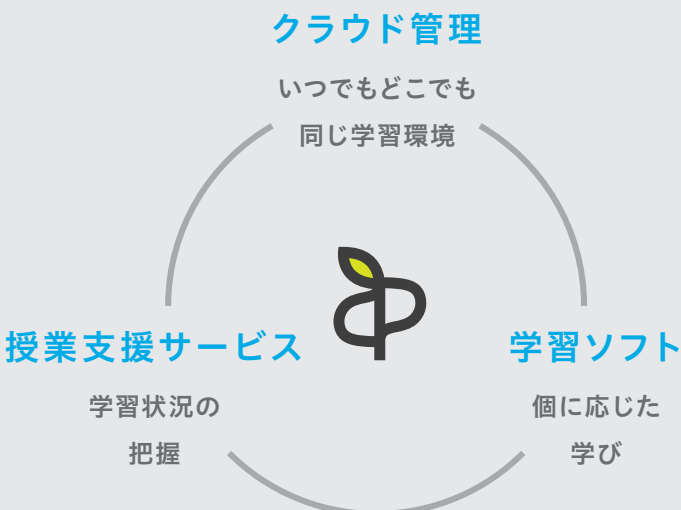 クラウド管理
いつでもどこでも
同じ学習環境
授業支援サービス
学習状況の
把握
学習ソフト
個に応じた
学び